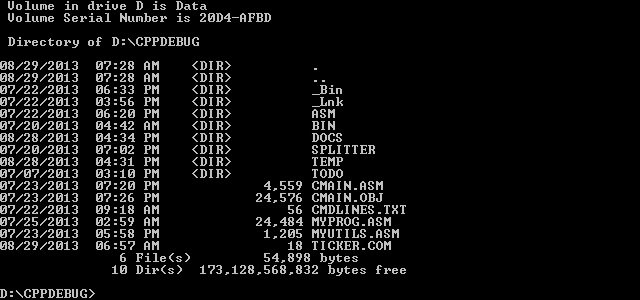 Volume in drive D is Data
Volume Serial Number is 20D4-AFBD
Directory of D:\CPPDEBUG
08/29/2013 07:28 AM <DIR> .
08/29/2013 07:28 AM <DIR> ..
07/22/2013 06:33 PM <DIR> _Bin
07/22/2013 03:56 PM <DIR> _Lnk
07/22/2013 06:20 PM <DIR> ASM
07/20/2013 04:42 AM <DIR> BIN
08/28/2013 04:34 PM <DIR> DOCS
07/20/2013 07:02 PM <DIR> SPLITTER
08/28/2013 04:31 PM <DIR> TEMP
07/07/2013 03:10 PM <DIR> TODO
07/23/2013 07:20 PM 4,559 CMAIN.ASM
07/23/2013 07:26 PM 24,576 CMAIN.OBJ
07/22/2013 09:18 AM 56 CMDLINES.TXT
07/25/2013 02:59 AM 24,484 MYPROG.ASM
07/23/2013 05:58 PM 1,205 MYUTILS.ASM
08/29/2013 06:57 AM 18 TICKER.COM
6 File(s) 54,898 bytes
10 Dir(s) 173,128,568,832 bytes free
D:\CPPDEBUG>